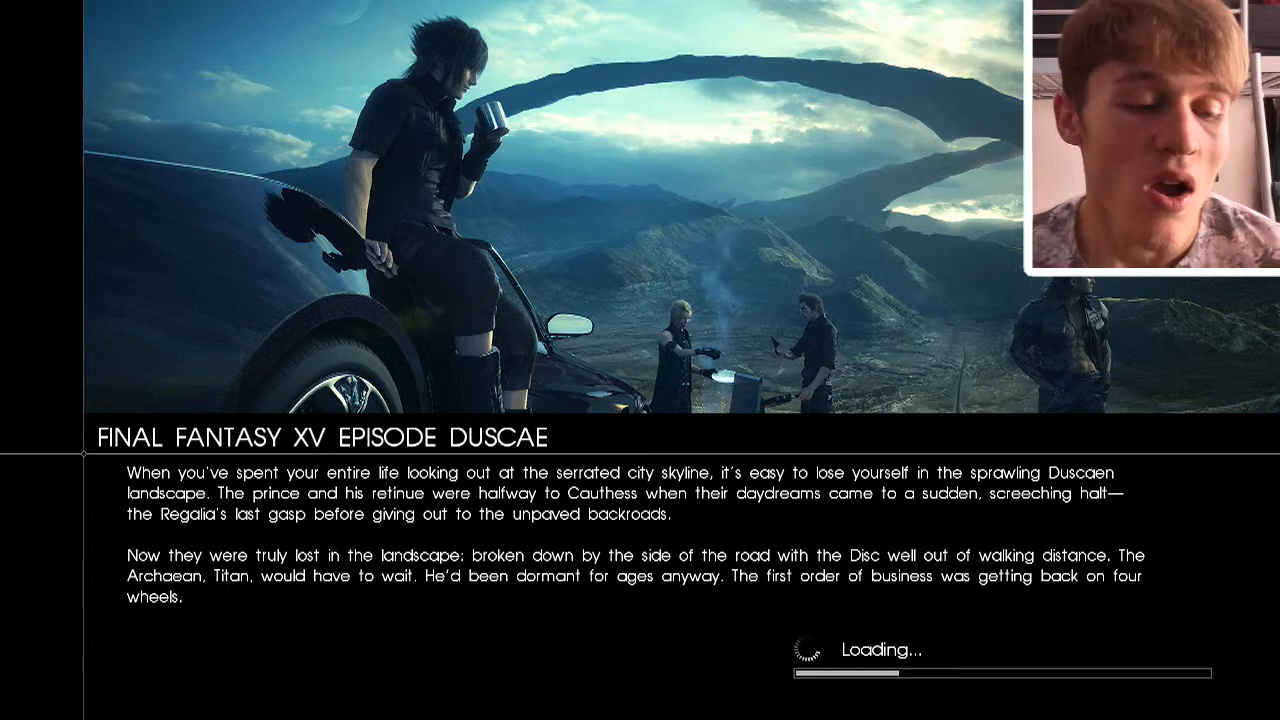 FINAL FANTASY XV EPISODE DUSCAE
When you've spent your entire life looking out at the serrated city skyline, it's easy to lose yourself in the sprawling Duscaen
landscape. The prince and his retinue were halfway to Cauthess when their daydreams came to a sudden, screeching halt—
the Regalia's last gasp before giving out to the unpaved backroads.
Now they were truly lost in the landscape: broken down by the side of the road with the Disc well out of walking distance. The
Archaean, Titan, would have to wait. He'd been dormant for ages anyway. The first order of business was getting back on four
wheels.
Loading...